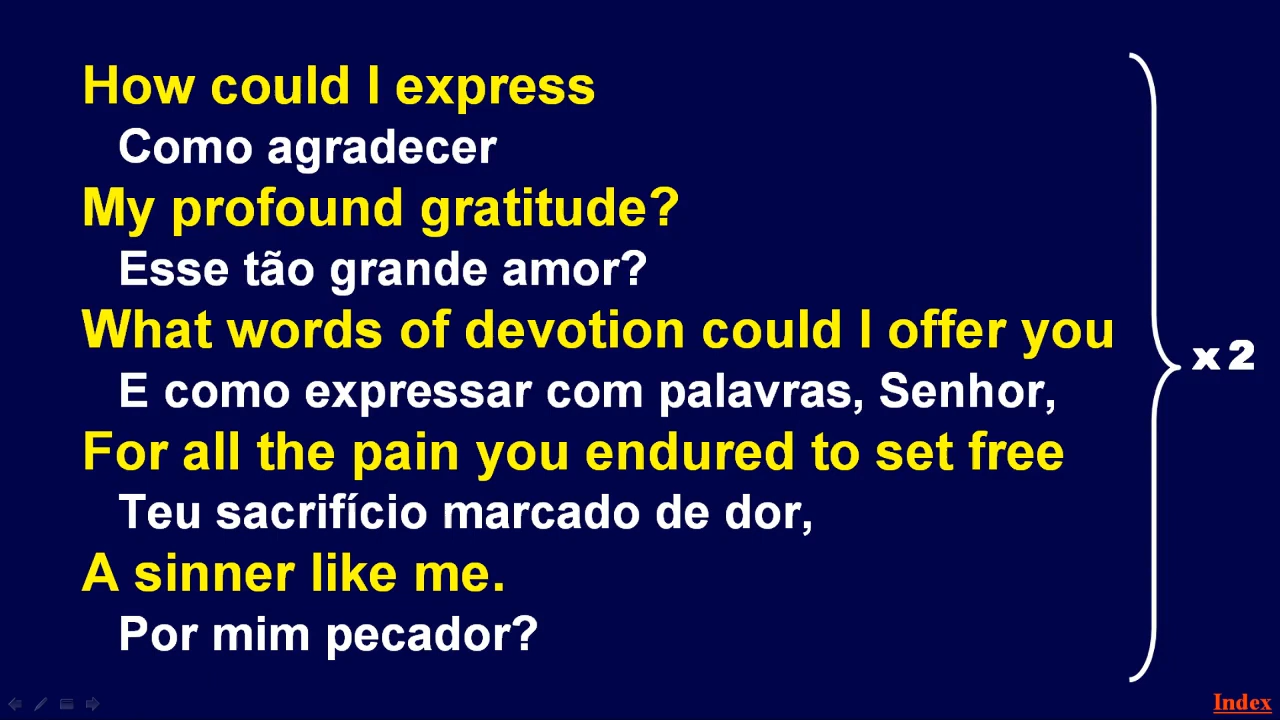 How could I express
Como agradecer
My profound gratitude?
Esse tão grande amor?
What words of devotion could I offer you
E como expressar com palavras, Senhor,
For all the pain you endured to set free
Teu sacrifício marcado de dor,
A sinner like me.
Por mim pecador?
x 2
Index